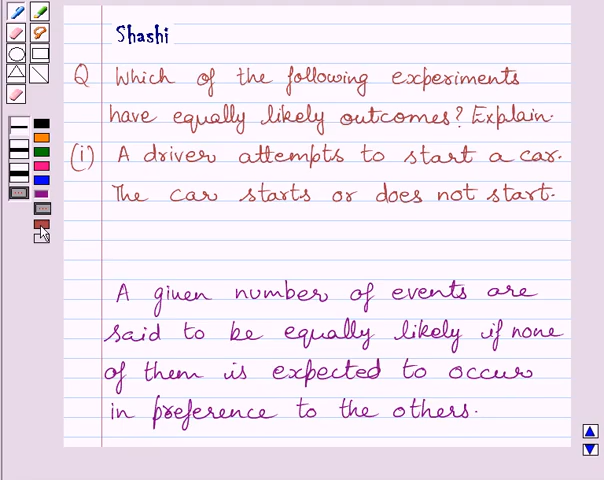 Shashi
Q Which of the following experiments
have equally likely outcomes? Explain.
(i) A driver attempts to start a car.
The car starts or does not start.
A given number of events are
said to be equally likely if none
of them is expected to occur
in preference to the others.